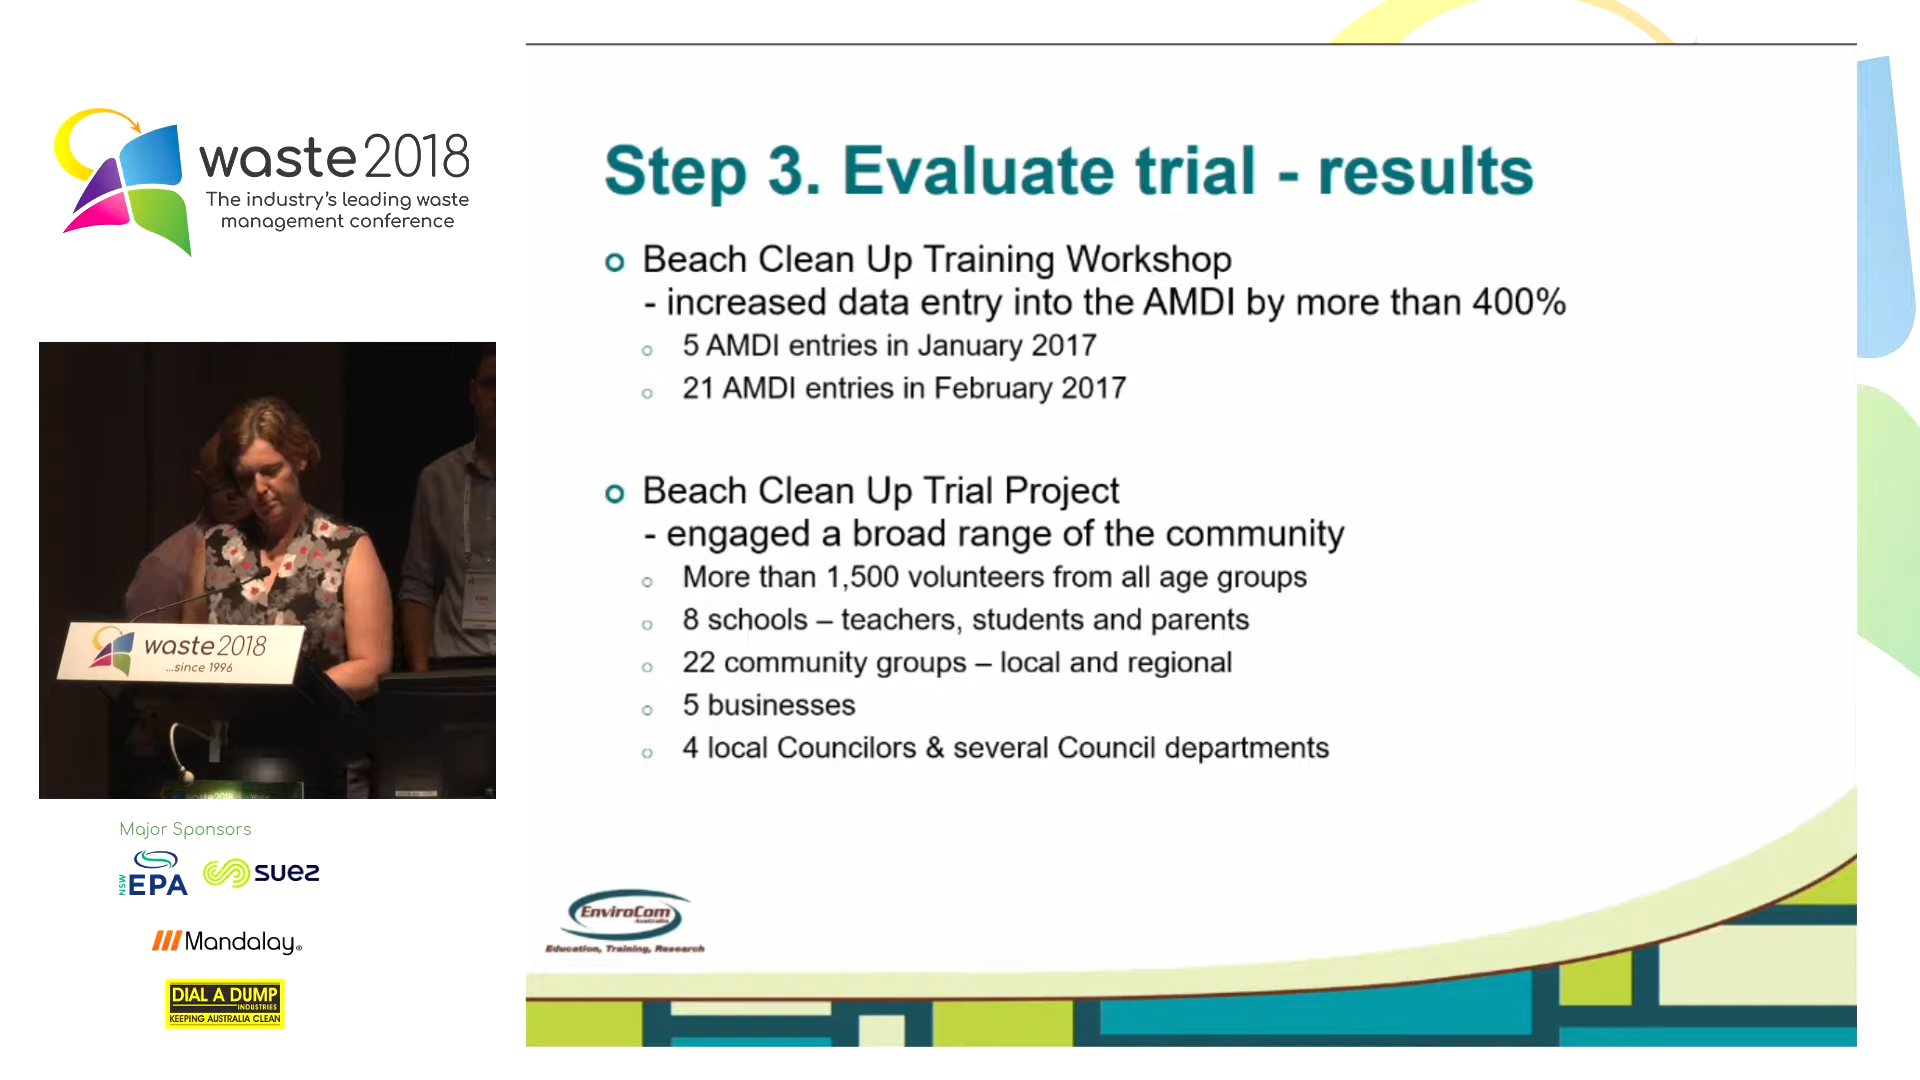 waste 2018
The industry's leading waste
management conference
waste 2018
...since 1996
Major Sponsors
NSW
EPA
suez
Mandalay
DIAL A DUMP
INDUSTRIES
KEEPING AUSTRALIA CLEAN
Step 3. Evaluate trial - results
Beach Clean Up Training Workshop
- increased data entry into the AMDI by more than 400%
5 AMDI entries in January 2017
21 AMDI entries in February 2017
Beach Clean Up Trial Project
- engaged a broad range of the community
More than 1,500 volunteers from all age groups
8 schools – teachers, students and parents
22 community groups – local and regional
5 businesses
4 local Councilors & several Council departments
EnviroCom
Australia
Education, Training, Research